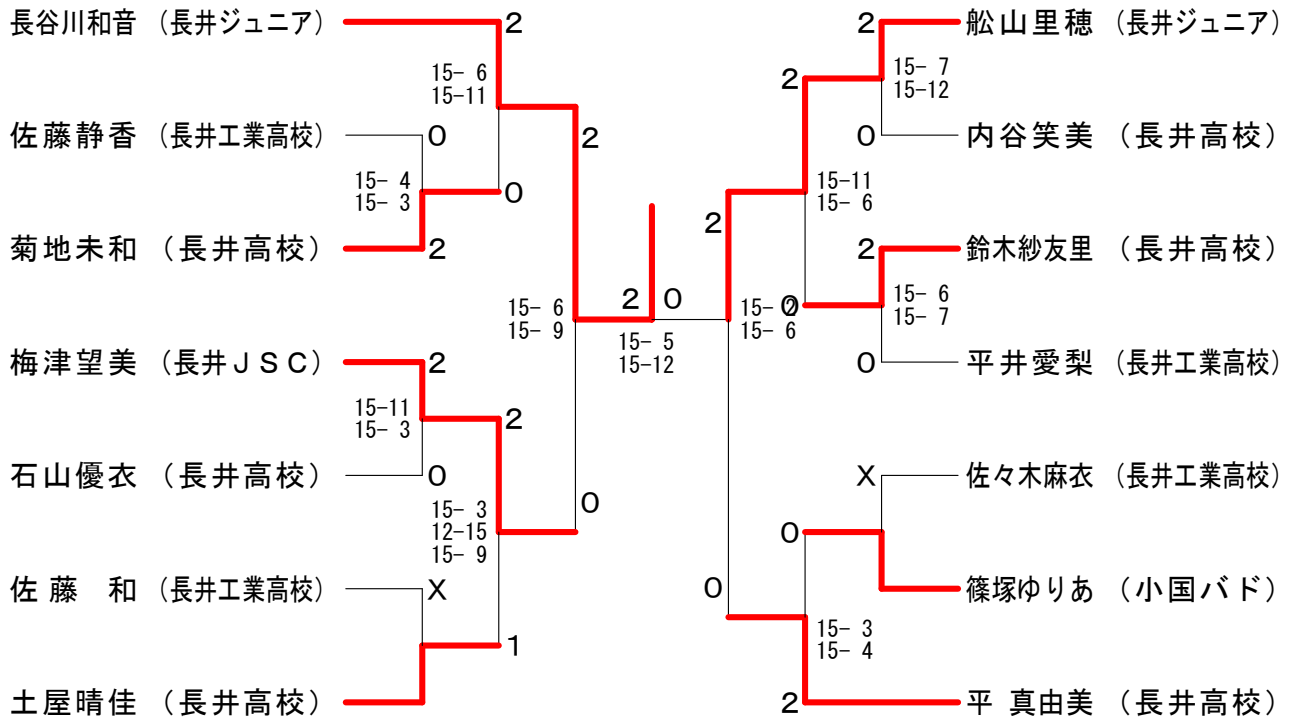 長谷川和音 (長井ジュニア)
2
15- 6
15-11
佐藤静香 (長井工業高校)
0
15- 4
15- 3
0
菊地未和 (長井高校)
2
2
15- 6
15- 9
梅津望美 (長井ＪＳＣ)
2
15-11
15- 3
2
石山優衣 (長井高校)
0
15- 3
12-15
15- 9
0
佐藤　和 (長井工業高校)
X
1
土屋晴佳 (長井高校)
2
0
15- 5
15-12
2
舩山里穂 (長井ジュニア)
15- 7
15-12
2
0
内谷笑美 (長井高校)
15-11
15- 6
2
2
鈴木紗友里 (長井高校)
15- 6
15- 7
0
15- 2
15- 6
0
平井愛梨 (長井工業高校)
X
佐々木麻衣 (長井工業高校)
0
篠塚ゆりあ (小国バド)
0
15- 3
15- 4
2
平 真由美 (長井高校)